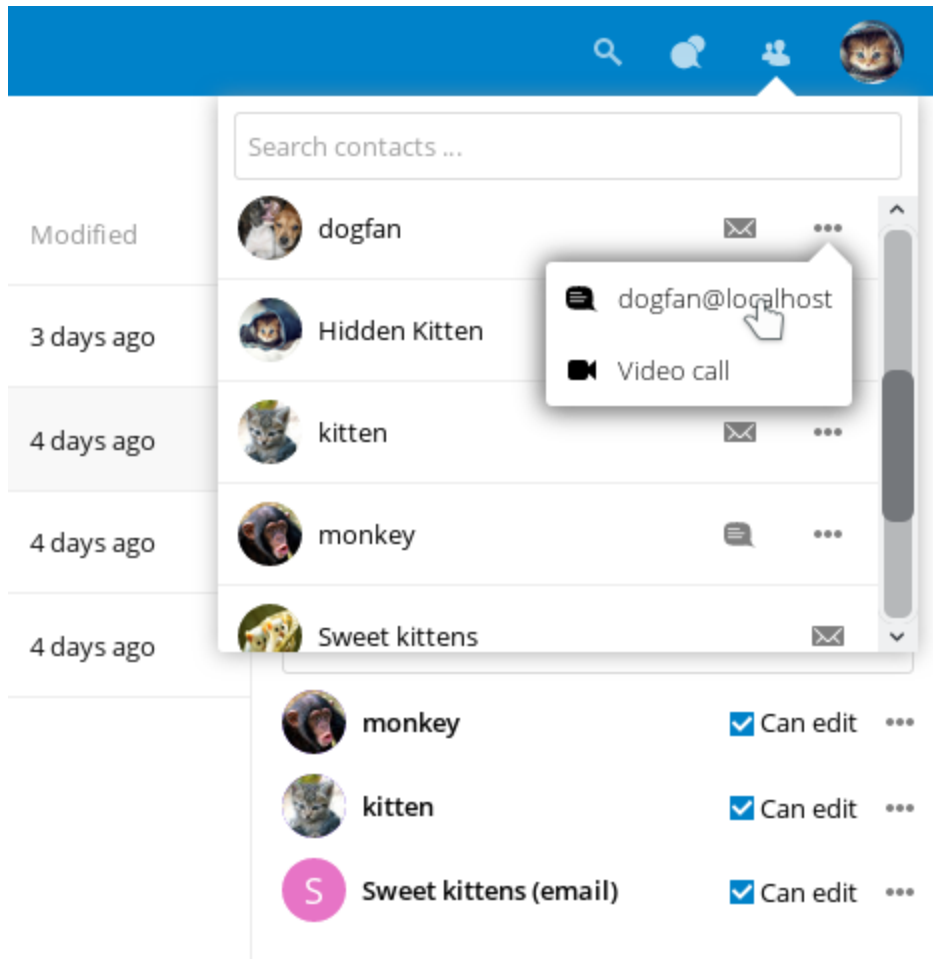 Search contacts ...
Modified
dogfan
dogfan@localhost
3 days ago
Hidden Kitten
Video call
4 days ago
kitten
4 days ago
monkey
4 days ago
Sweet kittens
monkey
Can edit
kitten
Can edit
S
Sweet kittens (email)
Can edit